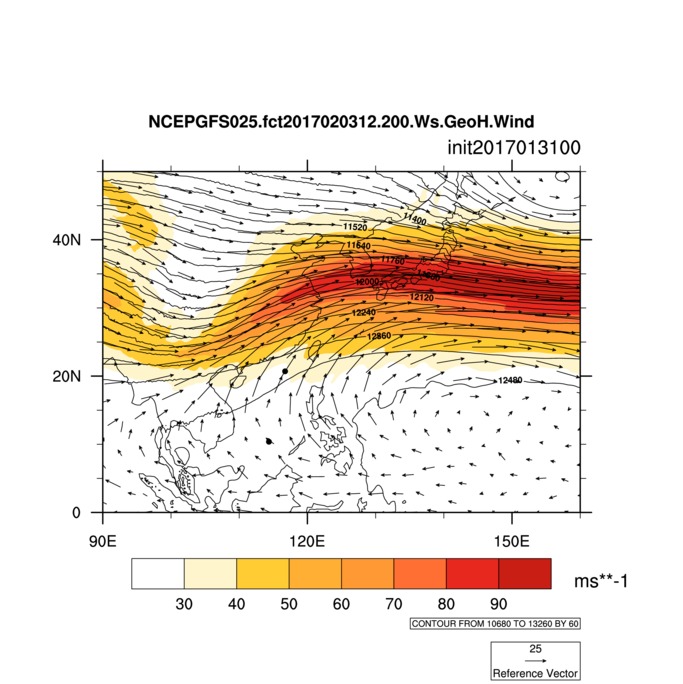 NCEPGFS025.fct2017020312.200.Ws.GeoH.Wind
init2017013100
11400
11520
40N
11640
11760
12000
12120
12240
12360
20N
12480
0
90E 120E 150E
30 40 50 60 70 80 90
ms**-1
CONTOUR FROM 10680 TO 13260 BY 60
25
Reference Vector